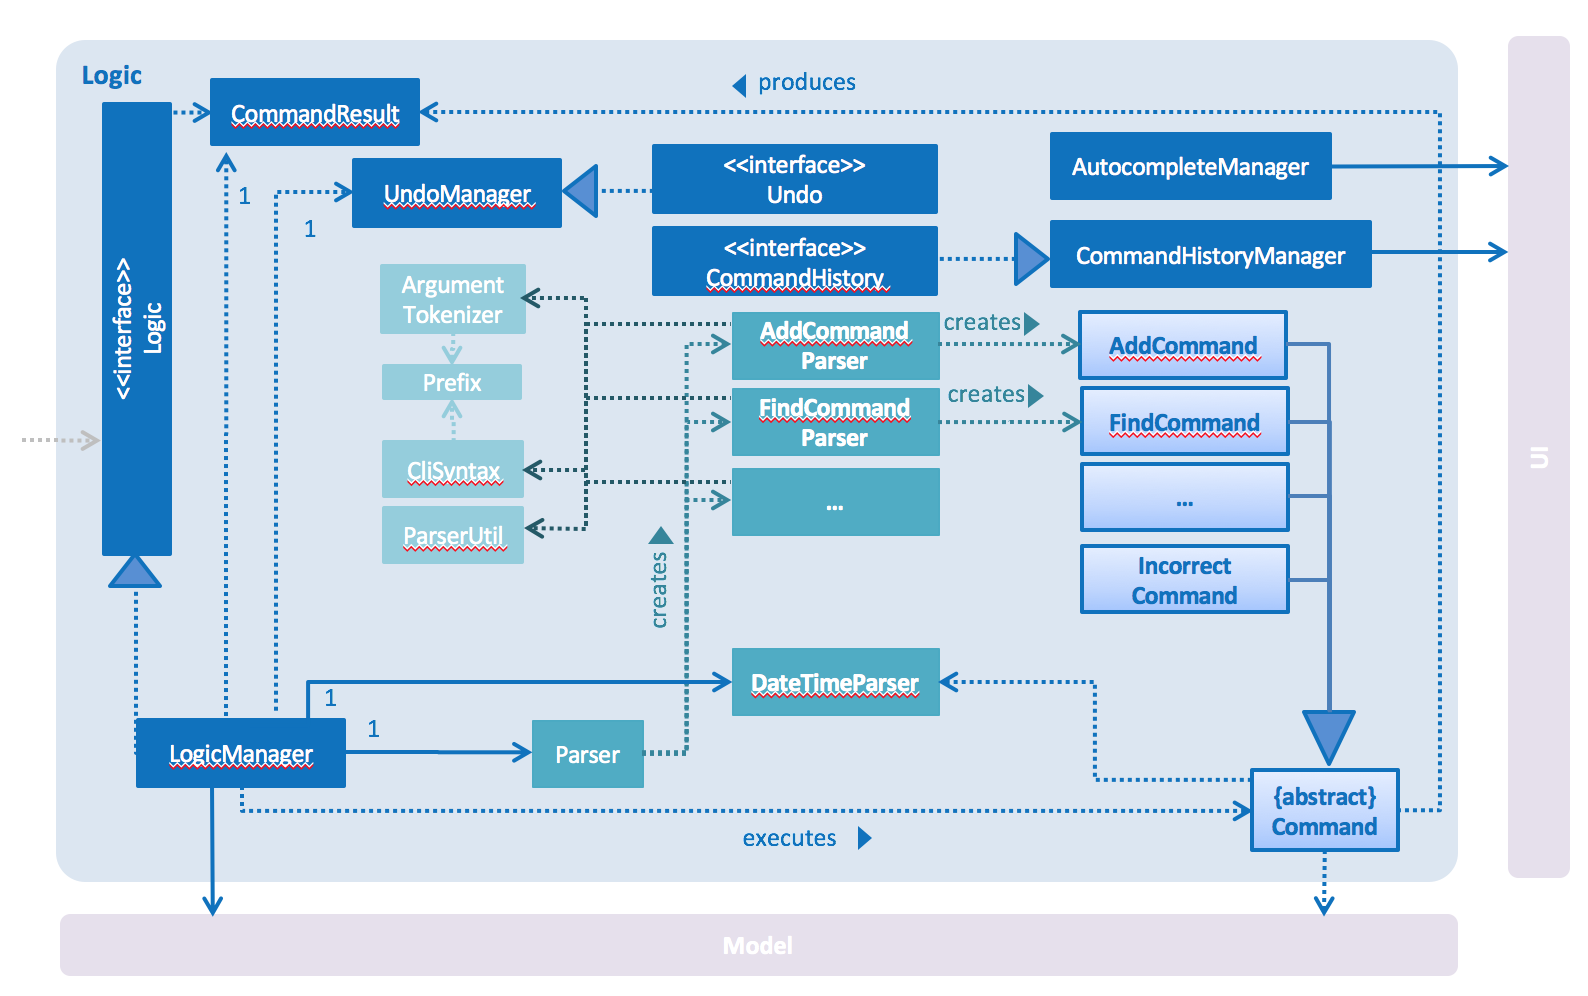 Logic
produces
CommandResult
<<interface>>
Logic
1
1
UndoManager
<<interface>>
Undo
AutocompleteManager
<<interface>>
CommandHistory
CommandHistoryManager
Argument
Tokenizer
Prefix
CliSyntax
ParserUtil
AddCommand
Parser
creates
AddCommand
FindCommand
Parser
creates
FindCommand
...
...
Incorrect
Command
creates
UI
DateTimeParser
1
1
LogicManager
Parser
{abstract}
Command
executes
Model